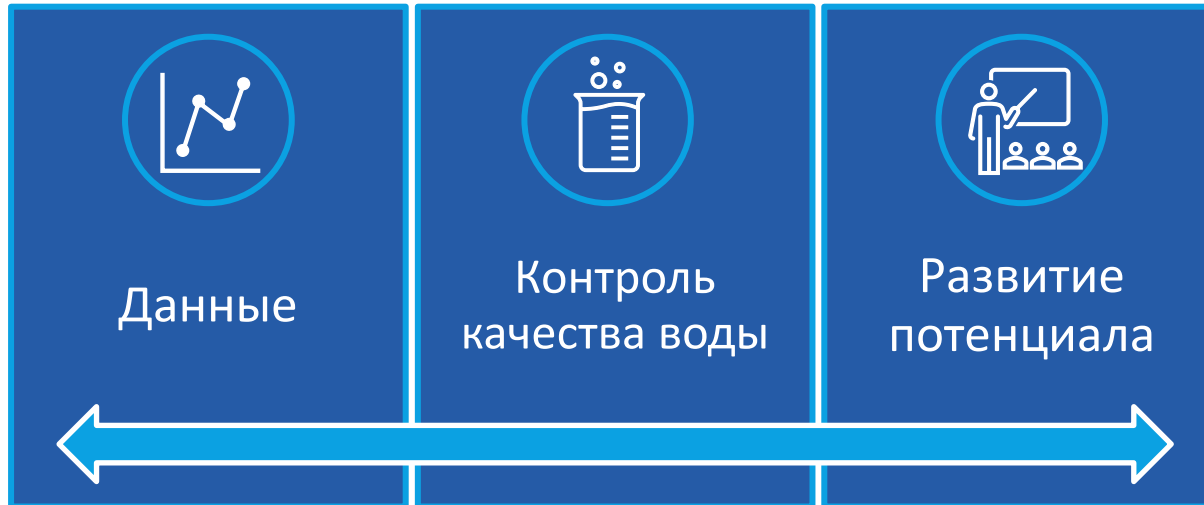 Данные
Контроль
качества воды
Развитие
потенциала